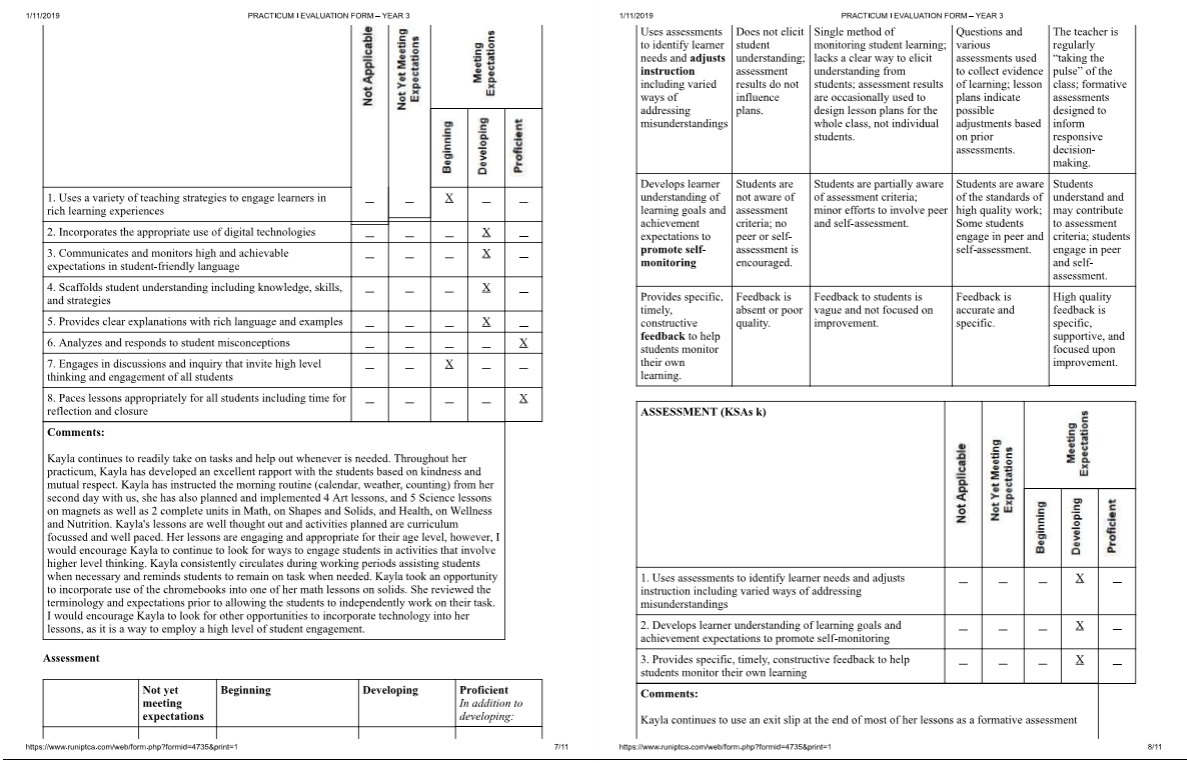 1/11/2019
PRACTICUM I EVALUATION FORM – YEAR 3
Not Applicable
Not Yet Meeting
Expectations
Meeting
Expectations
Beginning
Developing
Proficient
1. Uses a variety of teaching strategies to engage learners in
rich learning experiences
_ _ X _ _
2. Incorporates the appropriate use of digital technologies
_ _ _ X _
3. Communicates and monitors high and achievable
expectations in student-friendly language
_ _ _ X _
4. Scaffolds student understanding including knowledge, skills,
and strategies
_ _ _ X _
5. Provides clear explanations with rich language and examples
_ _ _ X _
6. Analyzes and responds to student misconceptions
_ _ _ _ X
7. Engages in discussions and inquiry that invite high level
thinking and engagement of all students
_ _ X _ _
8. Paces lessons appropriately for all students including time for
reflection and closure
_ _ _ _ X
Comments:
Kayla continues to readily take on tasks and help out whenever is needed. Throughout her
practicum, Kayla has developed an excellent rapport with the students based on kindness and
mutual respect. Kayla has instructed the morning routine (calendar, weather, counting) from her
second day with us, she has also planned and implemented 4 Art lessons, and 5 Science lessons
on magnets as well as 2 complete units in Math, on Shapes and Solids, and Health, on Wellness
and Nutrition. Kayla's lessons are well thought out and activities planned are curriculum
focussed and well paced. Her lessons are engaging and appropriate for their age level, however, I
would encourage Kayla to continue to look for ways to engage students in activities that involve
higher level thinking. Kayla consistently circulates during working periods assisting students
when necessary and reminds students to remain on task when needed. Kayla took an opportunity
to incorporate use of the chromebooks into one of her math lessons on solids. She reviewed the
terminology and expectations prior to allowing the students to independently work on their task.
I would encourage Kayla to look for other opportunities to incorporate technology into her
lessons, as it is a way to employ a high level of student engagement.
Assessment
Not yet
meeting
expectations
Beginning
Developing
Proficient
In addition to
developing:
https://www.runiptca.com/web/form.php?formid=4735&print=1
7/11
1/11/2019
PRACTICUM I EVALUATION FORM – YEAR 3
Uses assessments
to identify learner
needs and adjusts
instruction
including varied
ways of
addressing
misunderstandings
Does not elicit
student
understanding;
assessment
results do not
influence
plans.
Single method of
monitoring student learning;
lacks a clear way to elicit
understanding from
students; assessment results
are occasionally used to
design lesson plans for the
whole class, not individual
students.
Questions and
various
assessments used
to collect evidence
of learning; lesson
plans indicate
possible
adjustments based
on prior
assessments.
The teacher is
regularly
“taking the
pulse” of the
class; formative
assessments
designed to
inform
responsive
decision-
making.
Develops learner
understanding of
learning goals and
achievement
expectations to
promote self-
monitoring
Students are
not aware of
assessment
criteria; no
peer or self-
assessment is
encouraged.
Students are partially aware
of assessment criteria;
minor efforts to involve peer
and self-assessment.
Students are aware
of the standards of
high quality work;
Some students
engage in peer and
self-assessment.
Students
understand and
may contribute
to assessment
criteria; students
engage in peer
and self-
assessment.
Provides specific,
timely,
constructive
feedback to help
students monitor
their own
learning.
Feedback is
absent or poor
quality.
Feedback to students is
vague and not focused on
improvement.
Feedback is
accurate and
specific.
High quality
feedback is
specific,
supportive, and
focused upon
improvement.
ASSESSMENT (KSAs k)
Not Applicable
Not Yet Meeting
Expectations
Meeting
Expectations
Beginning
Developing
Proficient
1. Uses assessments to identify learner needs and adjusts
instruction including varied ways of addressing
misunderstandings
_ _ _ X _
2. Develops learner understanding of learning goals and
achievement expectations to promote self-monitoring
_ _ _ X _
3. Provides specific, timely, constructive feedback to help
students monitor their own learning
_ _ _ X _
Comments:
Kayla continues to use an exit slip at the end of most of her lessons as a formative assessment
https://www.runiptca.com/web/form.php?formid=4735&print=1
8/11